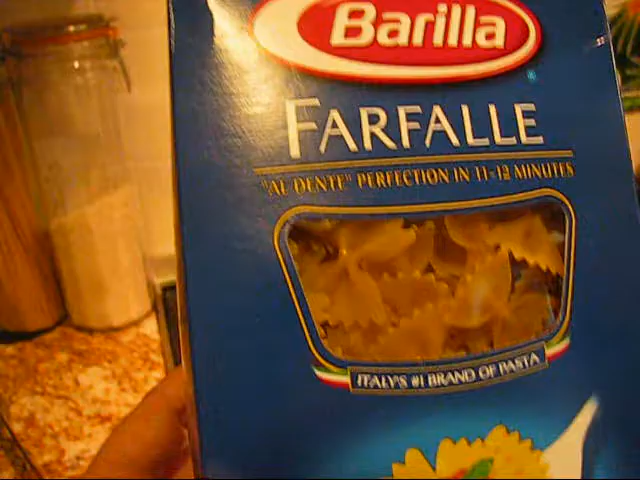 Barilla
FARFALLE
"AL DENTE" PERFECTION IN 11-12 MINUTES
ITALY'S #1 BRAND OF PASTA